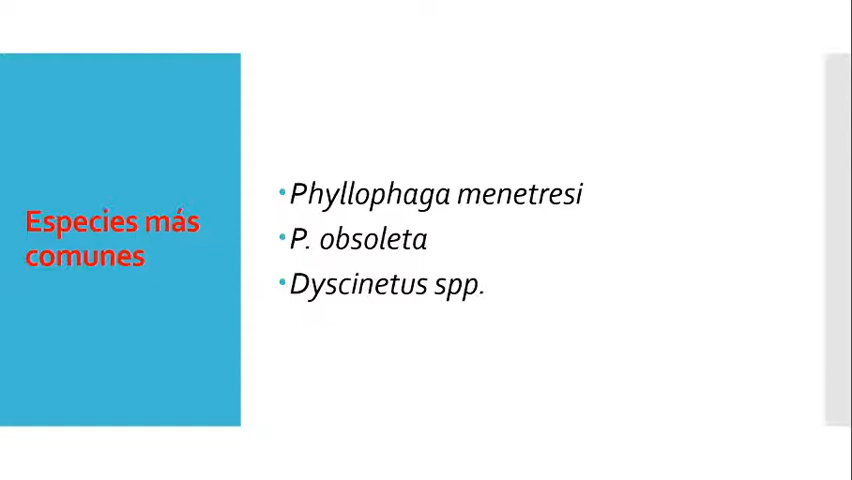 Especies más
comunes
•Phyllophaga menetresi
•P. obsoleta
•Dyscinetus spp.